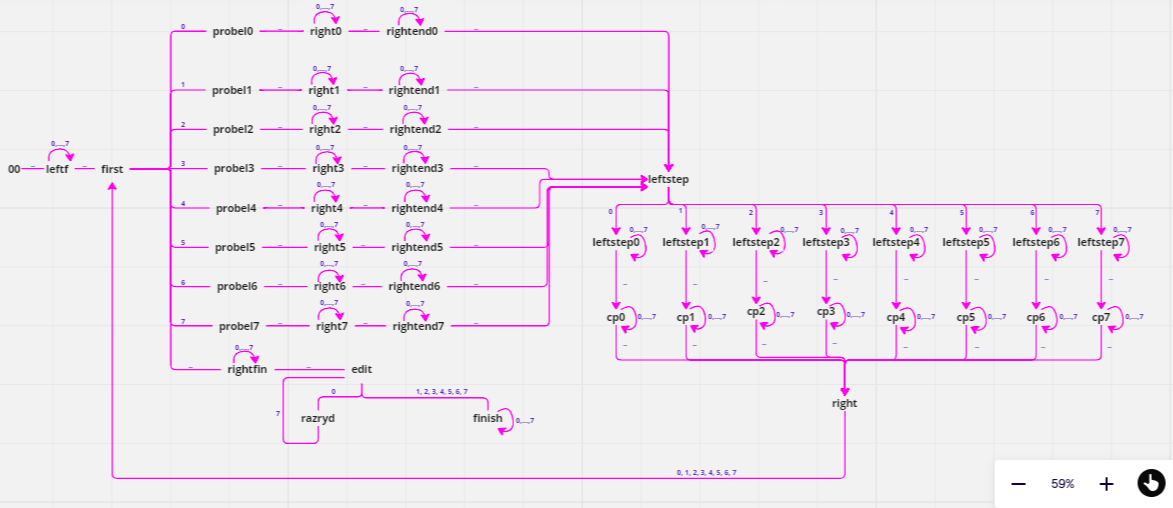 0,...,7 0,...,7
0 probel0 _ right0 _ rightend0 _
0,...,7 0,...,7
1 probel1 _ right1 _ rightend1 _
0,...,7 0,...,7
2 probel2 _ right2 _ rightend2 _
0,...,7 0,...,7 0,...,7
00 _ leftf _ first 3 probel3 _ right3 _ rightend3 _
leftstep
0,...,7 0,...,7
4 probel4 _ right4 _ rightend4 _
0 1 2 3 4 5 6 7
0,...,7 0,...,7
5 probel5 _ right5 _ rightend5 _
0,...,7 0,...,7 0,...,7 0,...,7 0,...,7 0,...,7 0,...,7 0,...,7
leftstep0 leftstep1 leftstep2 leftstep3 leftstep4 leftstep5 leftstep6 leftstep7
0,...,7 0,...,7
6 probel6 _ right6 _ rightend6 _
_ _ _ _ _ _ _ _
0,...,7 0,...,7
7 probel7 _ right7 _ rightend7 _
cp0 0,...,7 cp1 0,...,7 cp2 0,...,7 cp3 0,...,7 cp4 0,...,7 cp5 0,...,7 cp6 0,...,7 cp7 0,...,7
_ _ _ _ _ _ _ _
0,...,7
_ rightfin _ edit
0 1, 2, 3, 4, 5, 6, 7
right
7 razryd finish 0,...,7
0, 1, 2, 3, 4, 5, 6, 7
− 59% +